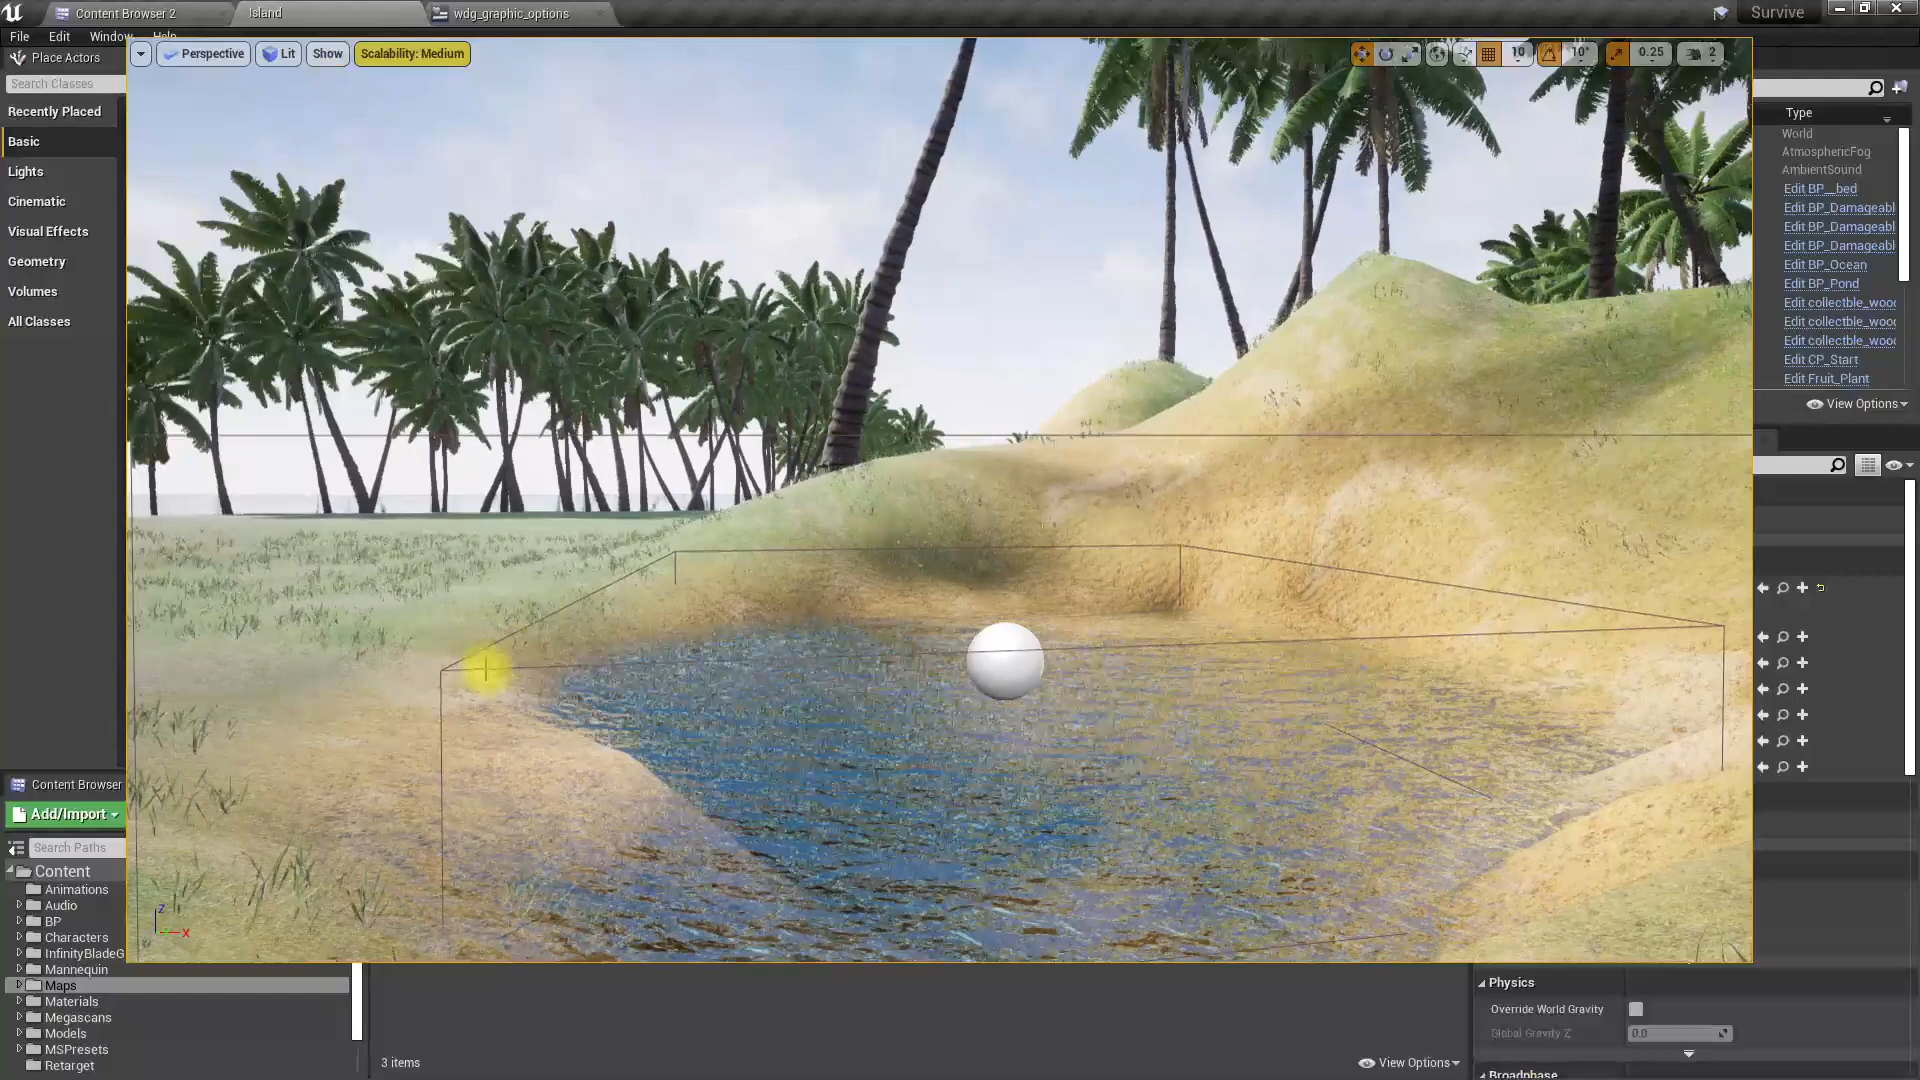 Content Browser 2
Island
wdg_graphic_options
Survive
File
Edit
Window
Help
Place Actors
Search Classes
Recently Placed
Basic
Lights
Cinematic
Visual Effects
Geometry
Volumes
All Classes
Perspective
Lit
Show
Scalability: Medium
10
10°
0.25
2
Type
World
AtmosphericFog
AmbientSound
Edit BP__bed
Edit BP_Damageabl
Edit BP_Damageabl
Edit BP_Damageabl
Edit BP_Ocean
Edit BP_Pond
Edit collectble_wood
Edit collectble_wood
Edit collectble_wood
Edit CP_Start
Edit Fruit_Plant
View Options
Content Browser
Add/Import
Search Paths
Content
Animations
Audio
BP
Characters
InfinityBladeG
Mannequin
Maps
Materials
Megascans
Models
MSPresets
Retarget
Z
X
3 items
View Options
Physics
Override World Gravity
Global Gravity Z
0.0
Broadphase